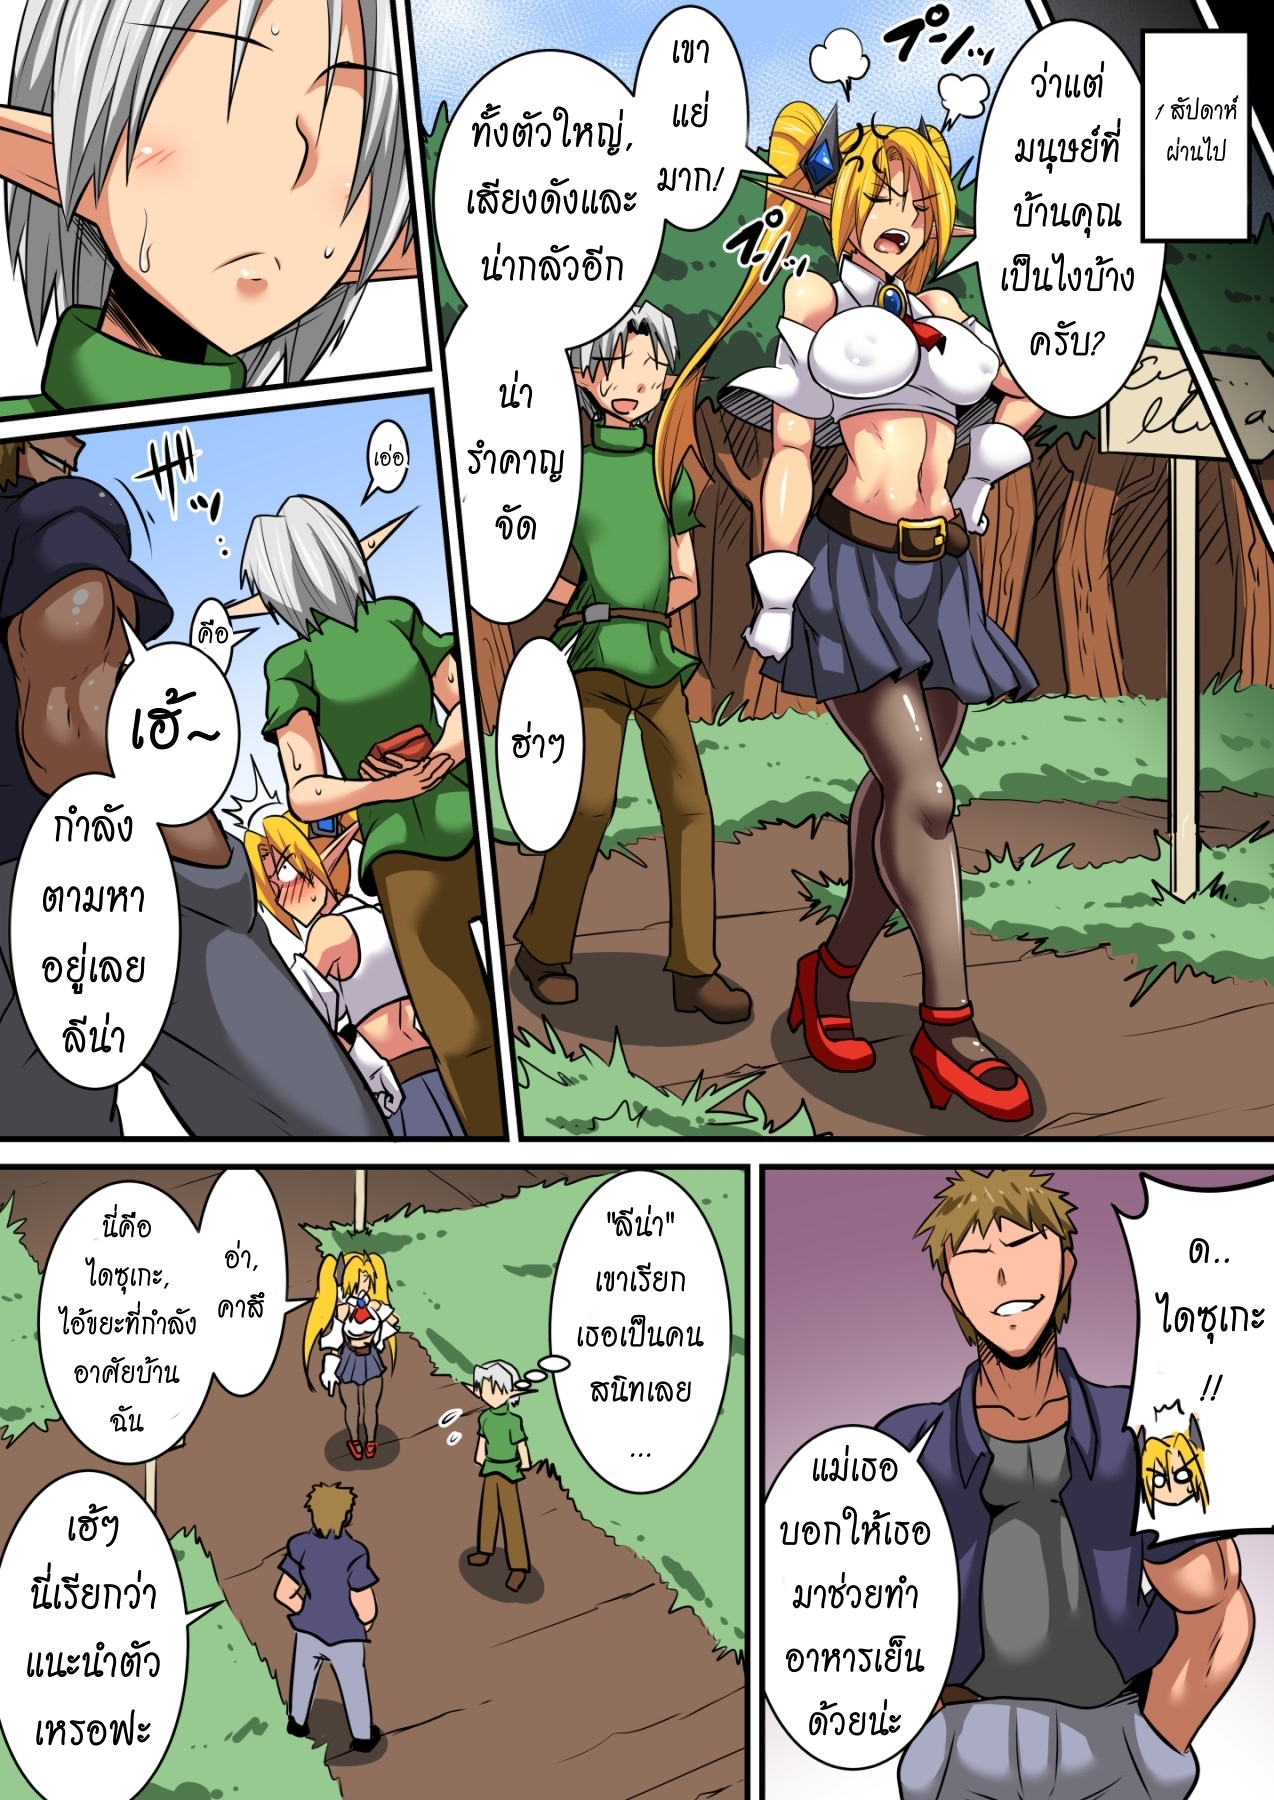 1 สัปดาห์
ผ่านไป
ว่าแต่
มนุษย์ที่
บ้านคุณ
เป็นไงบ้าง
ครับ?
プンッ
プンッ
เขา
แย่
มาก!
ทั้งตัวใหญ่,
เสียงดังและ
น่ากลัวอีก
น่า
รำคาญ
จัด
ฮ่าๆ
เอ่อ
คือ
เฮ้~
กำลัง
ตามหา
อยู่เลย
ลีน่า
ด..
ไดซุเกะ
!!
แม่เธอ
บอกให้เธอ
มาช่วยทำ
อาหารเย็น
ด้วยน่ะ
"ลีน่า"
เขาเรียก
เธอเป็นคน
สนิทเลย
...
อ่า,
คาสึ
นี่คือ
ไดซุเกะ,
ไอ้ขยะที่กำลัง
อาศัยบ้าน
ฉัน
เฮ้ๆ
นี่เรียกว่า
แนะนำตัว
เหรอฟะ